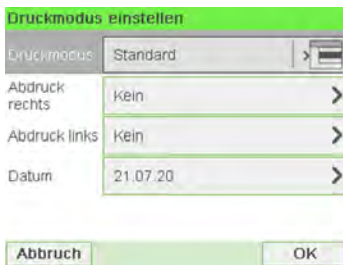 Druckmodus einstellen
Druckmodus Standard
Abdruck rechts Kein
Abdruck links Kein
Datum 21.07.20
Abbruch OK